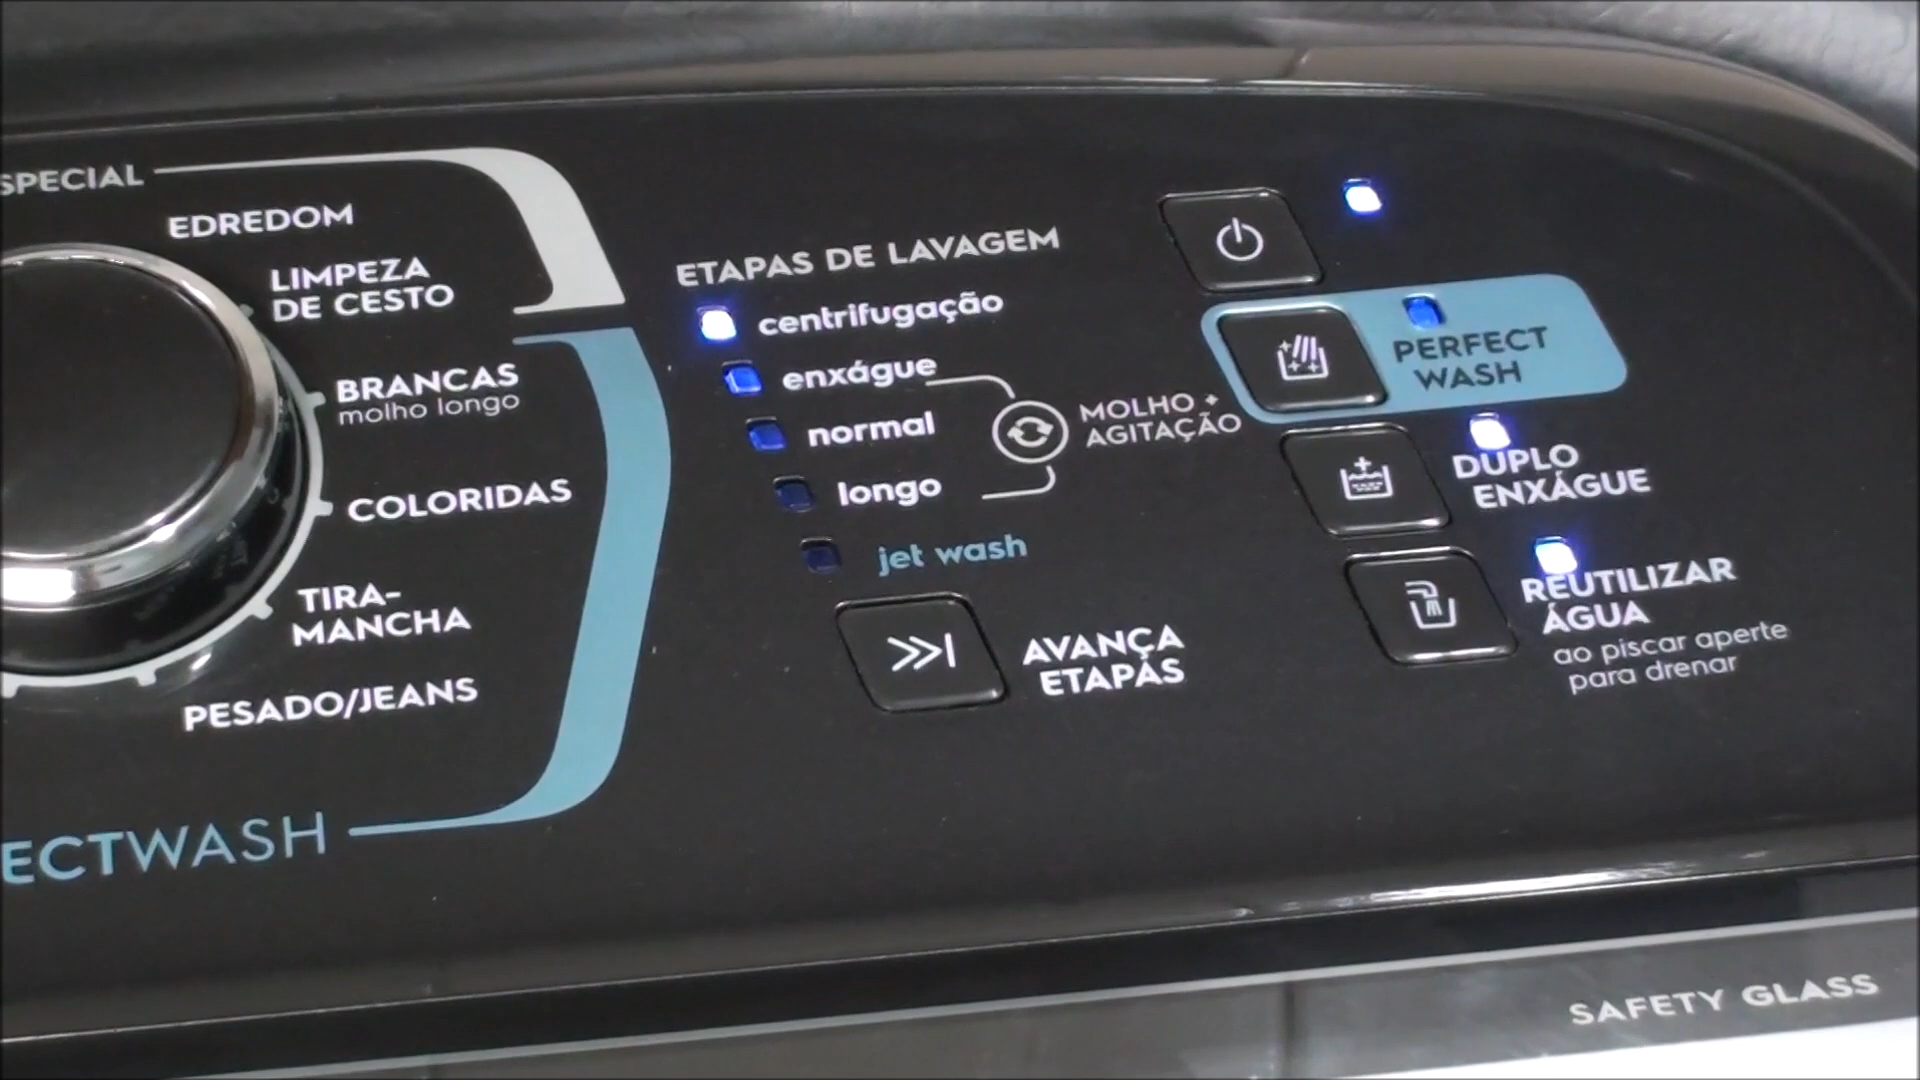 SPECIAL
EDREDOM
LIMPEZA
DE CESTO
BRANCAS
molho longo
COLORIDAS
TIRA-
MANCHA
PESADO/JEANS
ECTWASH
ETAPAS DE LAVAGEM
centrifugação
enxágue
normal
longo
jet wash
MOLHO +
AGITAÇÃO
AVANÇA
ETAPAS
PERFECT
WASH
DUPLO
ENXÁGUE
REUTILIZAR
ÁGUA
ao piscar aperte
para drenar
SAFETY GLASS